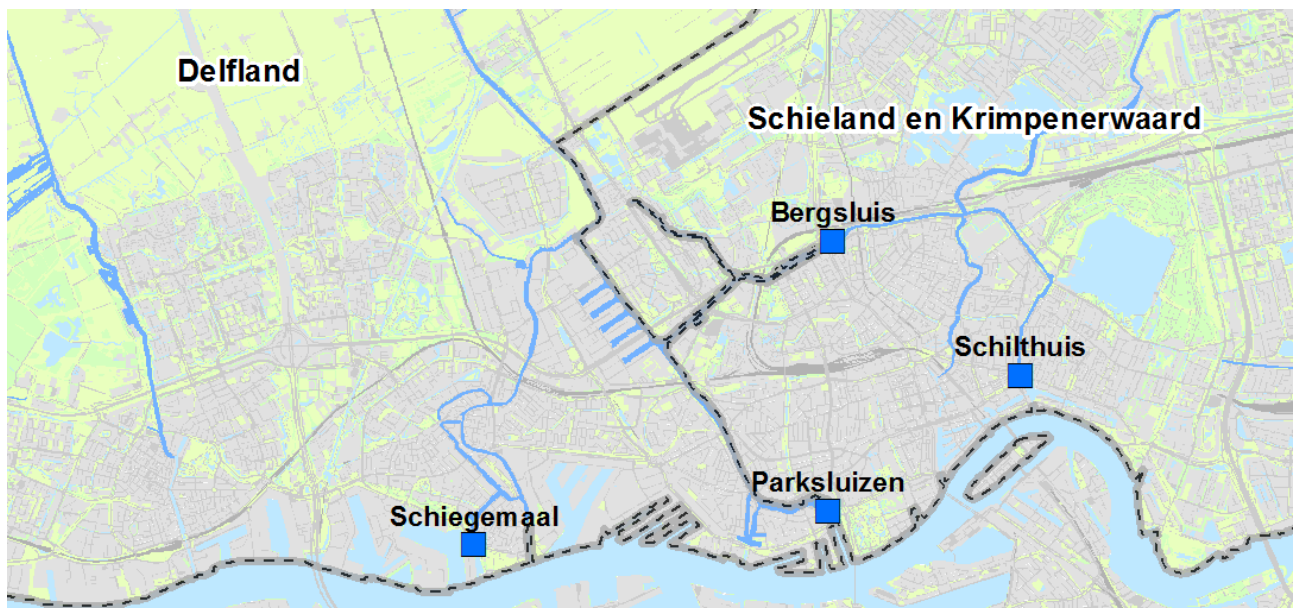 Delfland
Schieland en Krimpenerwaard
Bergsluis
Schilthuis
Parksluizen
Schiegemaal